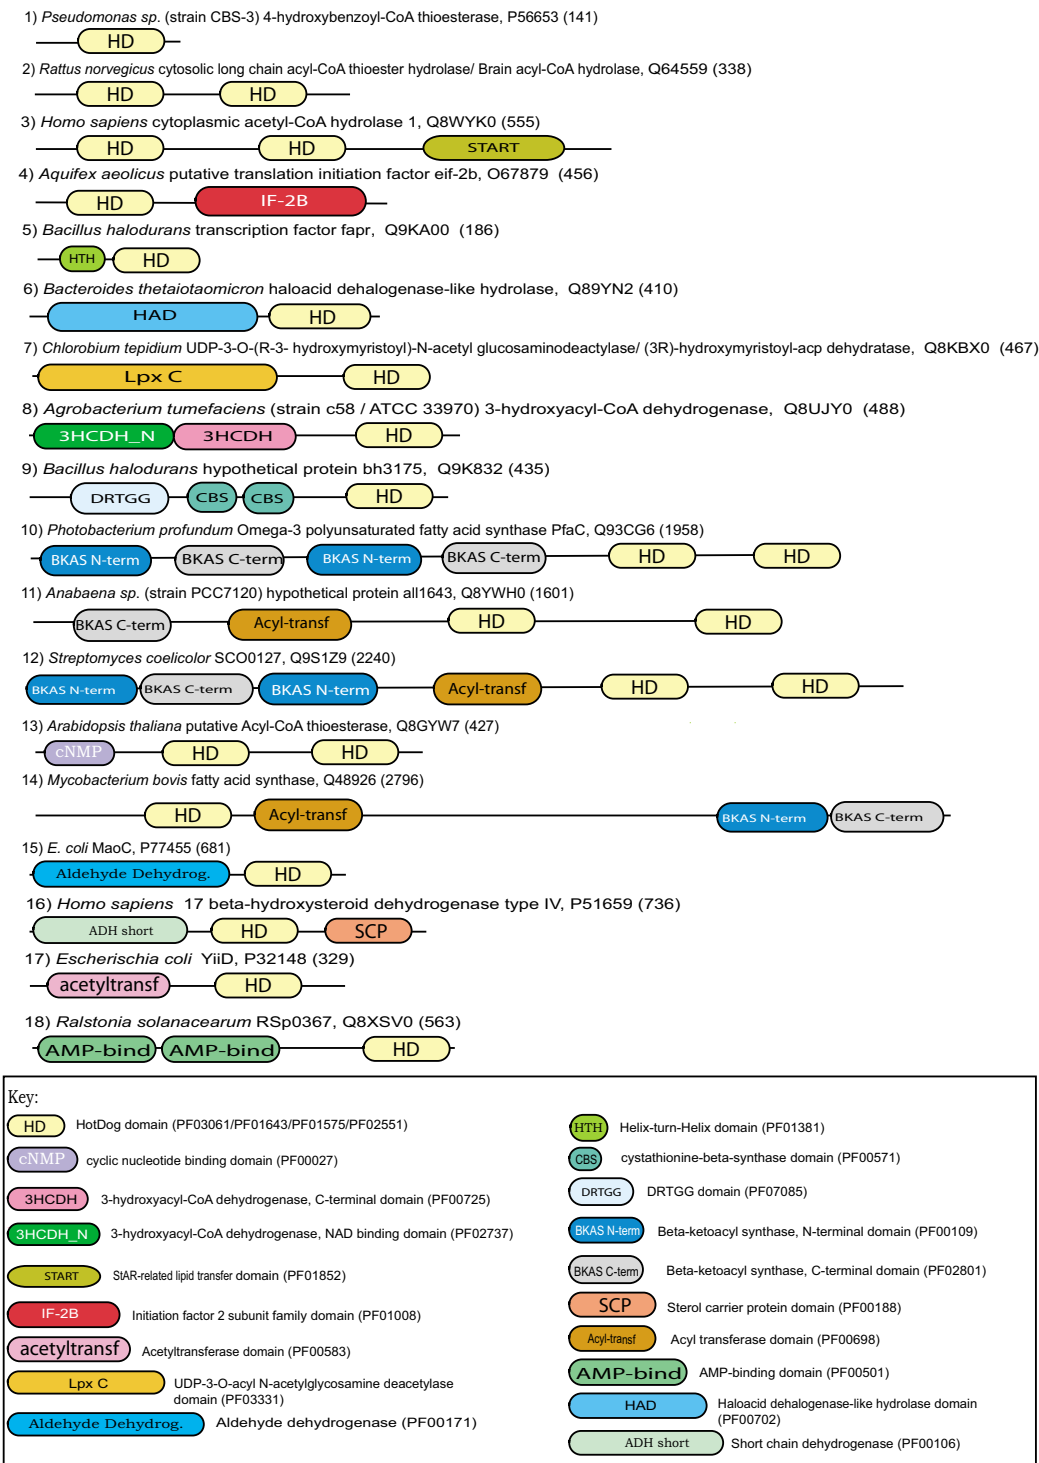 1) Pseudomonas sp. (strain CBS-3) 4-hydroxybenzoyl-CoA thioesterase, P56653 (141)
HD
2) Rattus norvegicus cytosolic long chain acyl-CoA thioester hydrolase/ Brain acyl-CoA hydrolase, Q64559 (338)
HD HD
3) Homo sapiens cytoplasmic acetyl-CoA hydrolase 1, Q8WYK0 (555)
HD HD START
4) Aquifex aeolicus putative translation initiation factor eif-2b, O67879 (456)
HD IF-2B
5) Bacillus halodurans transcription factor fapr, Q9KA00 (186)
HTH HD
6) Bacteroides thetaiotaomicron haloacid dehalogenase-like hydrolase, Q89YN2 (410)
HAD HD
7) Chlorobium tepidium UDP-3-O-(R-3- hydroxymyristoyl)-N-acetyl glucosaminodeactylase/ (3R)-hydroxymyristoyl-acp dehydratase, Q8KBX0 (467)
Lpx C HD
8) Agrobacterium tumefaciens (strain c58 / ATCC 33970) 3-hydroxyacyl-CoA dehydrogenase, Q8UJY0 (488)
3HCDH_N 3HCDH HD
9) Bacillus halodurans hypothetical protein bh3175, Q9K832 (435)
DRTGG CBS CBS HD
10) Photobacterium profundum Omega-3 polyunsaturated fatty acid synthase PfaC, Q93CG6 (1958)
BKAS N-term BKAS C-term BKAS N-term BKAS C-term HD HD
11) Anabaena sp. (strain PCC7120) hypothetical protein all1643, Q8YWH0 (1601)
BKAS C-term Acyl-transf HD HD
12) Streptomyces coelicolor SCO0127, Q9S1Z9 (2240)
BKAS N-term BKAS C-term BKAS N-term Acyl-transf HD HD
13) Arabidopsis thaliana putative Acyl-CoA thioesterase, Q8GYW7 (427)
cNMP HD HD
14) Mycobacterium bovis fatty acid synthase, Q48926 (2796)
HD Acyl-transf BKAS N-term BKAS C-term
15) E. coli MaoC, P77455 (681)
Aldehyde Dehydrog. HD
16) Homo sapiens 17 beta-hydroxysteroid dehydrogenase type IV, P51659 (736)
ADH short HD SCP
17) Escherischia coli YiiD, P32148 (329)
acetyltransf HD
18) Ralstonia solanacearum RSp0367, Q8XSV0 (563)
AMP-bind AMP-bind HD
Key:
HD HotDog domain (PF03061/PF01643/PF01575/PF02551)
cNMP cyclic nucleotide binding domain (PF00027)
3HCDH 3-hydroxyacyl-CoA dehydrogenase, C-terminal domain (PF00725)
3HCDH_N 3-hydroxyacyl-CoA dehydrogenase, NAD binding domain (PF02737)
START StAR-related lipid transfer domain (PF01852)
IF-2B Initiation factor 2 subunit family domain (PF01008)
acetyltransf Acetyltransferase domain (PF00583)
Lpx C UDP-3-O-acyl N-acetylglycosamine deacetylase
domain (PF03331)
Aldehyde Dehydrog. Aldehyde dehydrogenase (PF00171)
HTH Helix-turn-Helix domain (PF01381)
CBS cystathionine-beta-synthase domain (PF00571)
DRTGG DRTGG domain (PF07085)
BKAS N-term Beta-ketoacyl synthase, N-terminal domain (PF00109)
BKAS C-term Beta-ketoacyl synthase, C-terminal domain (PF02801)
SCP Sterol carrier protein domain (PF00188)
Acyl-transf Acyl transferase domain (PF00698)
AMP-bind AMP-binding domain (PF00501)
HAD Haloacid dehalogenase-like hydrolase domain
(PF00702)
ADH short Short chain dehydrogenase (PF00106)